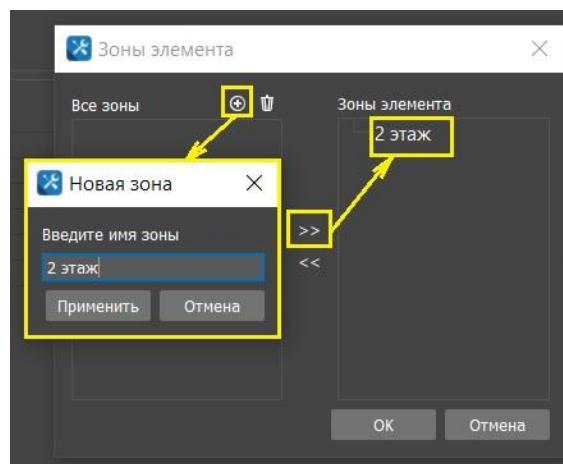 Зоны элемента
Все зоны
Зоны элемента
2 этаж
Новая зона
Введите имя зоны
2 этаж
Применить Отмена
>>
<<
OK Отмена